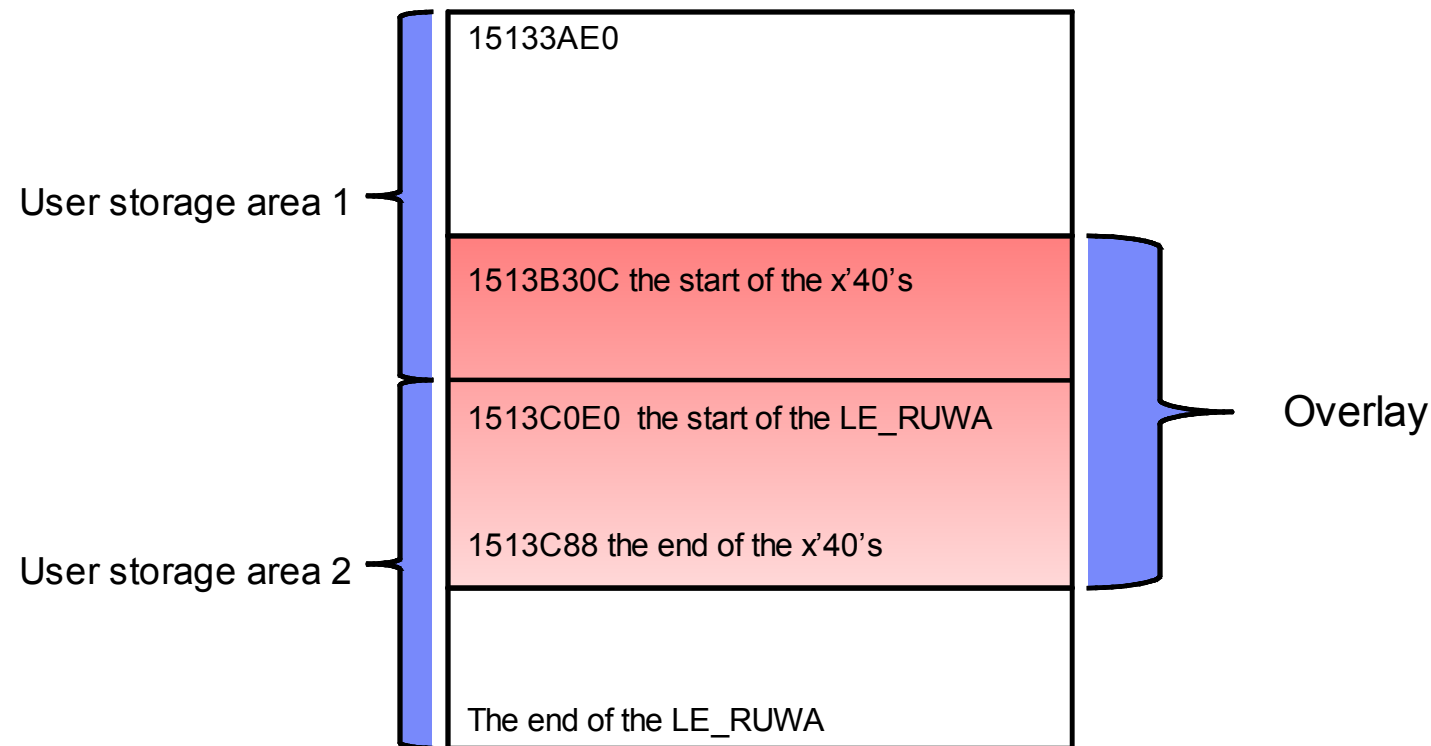 15133AE0
User storage area 1
1513B30C the start of the x'40's
1513C0E0 the start of the LE_RUWA
Overlay
1513C88 the end of the x'40's
User storage area 2
The end of the LE_RUWA